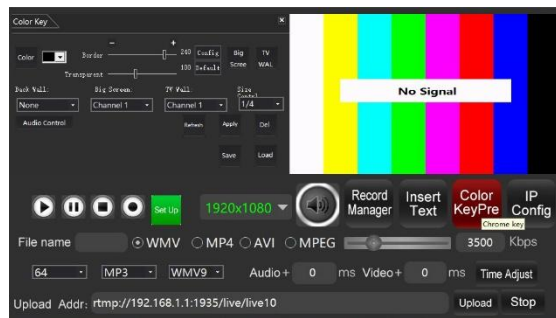 Color Key
Color Border - + 240 Config Big Scree TV WAL
Transparent 100 Default
Back Wall: Big Screen: TV Wall: Size
None Channel 1 Channel 1 1/4
Audio Control Refresh Apply Del
Save Load
No Signal
Set Up 1920x1080 Record Manager Insert Text Color KeyPre IP Config
Chrome key
File name WMV MP4 AVI MPEG 3500 Kbps
64 MP3 WMV9 Audio+ 0 ms Video+ 0 ms Time Adjust
Upload Addr: rtmp://192.168.1.1:1935/live/live10 Upload Stop